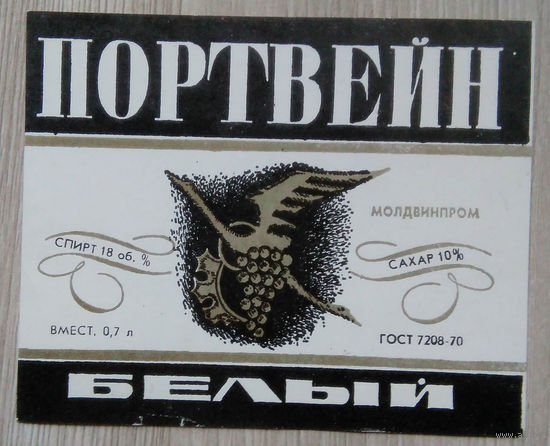 ПОРТВЕЙН
МОЛДВИНПРОМ
СПИРТ 18 об. %
САХАР 10%
ВМЕСТ. 0,7 л
ГОСТ 7208-70
БЕЛЫЙ